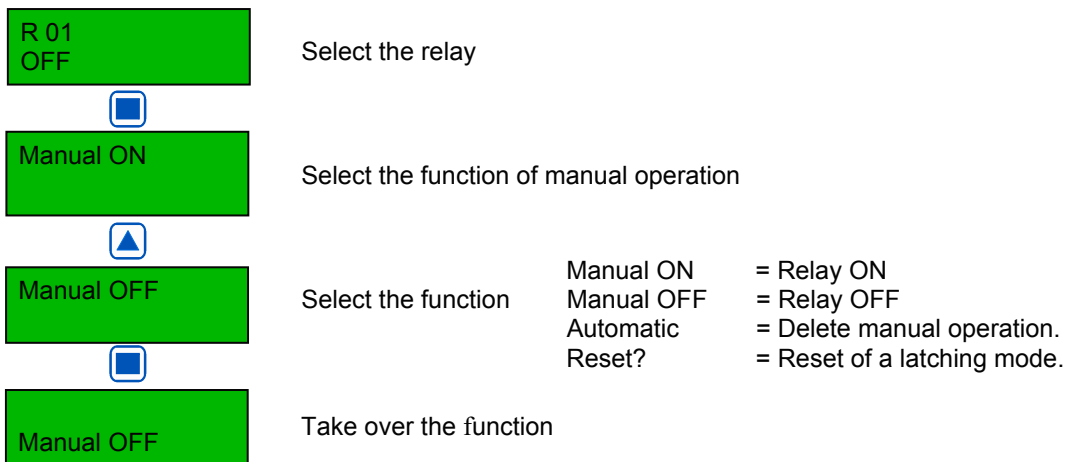 R 01
OFF
Select the relay
Manual ON
Select the function of manual operation
Manual OFF
Select the function
Manual ON = Relay ON
Manual OFF = Relay OFF
Automatic = Delete manual operation.
Reset? = Reset of a latching mode.
Manual OFF
Take over the function